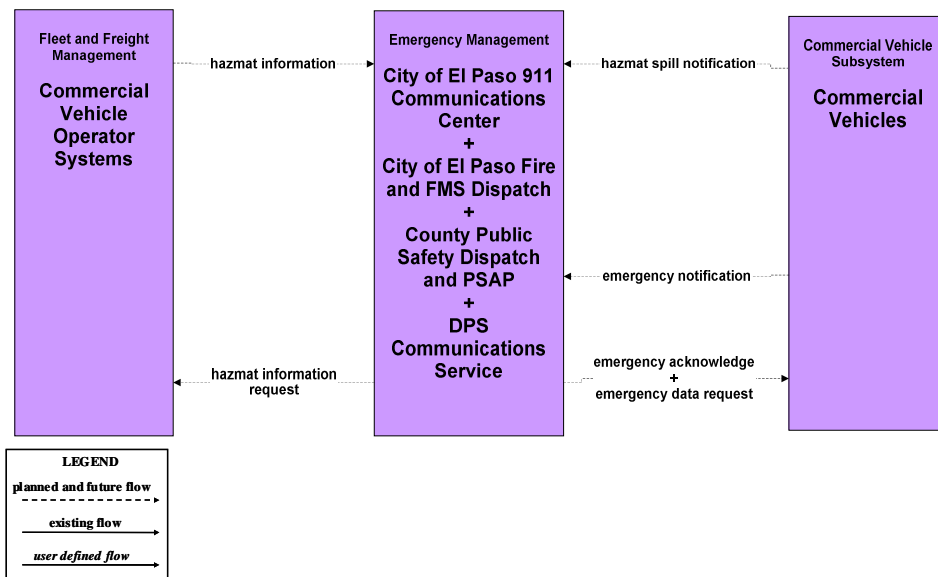 Fleet and Freight
Management
Commercial
Vehicle
Operator
Systems
hazmat information
hazmat information
request
Emergency Management
City of El Paso 911
Communications
Center
+
City of El Paso Fire
and FMS Dispatch
+
County Public
Safety Dispatch
and PSAP
+
DPS
Communications
Service
hazmat spill notification
emergency notification
emergency acknowledge
+
emergency data request
Commercial Vehicle
Subsystem
Commercial
Vehicles
LEGEND
planned and future flow
existing flow
user defined flow